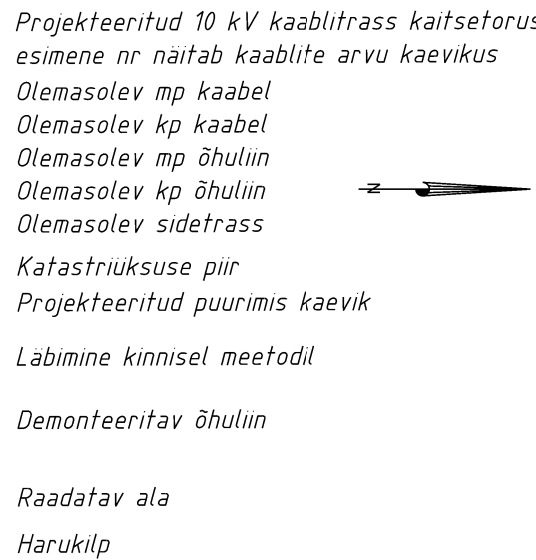 Projekteeritud 10 kV kaablitrass kaitsetorus
esimene nr näitab kaablite arvu kaevikus
Olemasolev mp kaabel
Olemasolev kp kaabel
Olemasolev mp õhuliin
Olemasolev kp õhuliin
N
Olemasolev sidetrass
Katastriüksuse piir
Projekteeritud puurimis kaevik
Läbimine kinnisel meetodil
Demonteeritav õhuliin
Raadatav ala
Harukilp